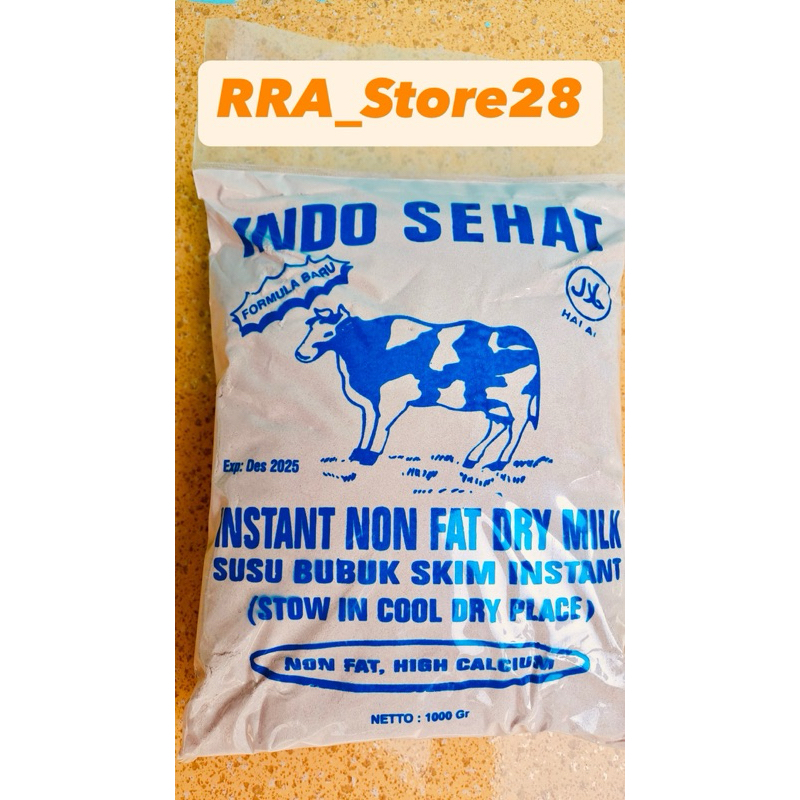 RRA_Store28
INDO SEHAT
FORMULA BARU
HALAL
Exp: Des 2025
INSTANT NON FAT DRY MILK
SUSU BUBUK SKIM INSTANT
(STOW IN COOL DRY PLACE)
NON FAT, HIGH CALCIUM
NETTO : 1000 Gr